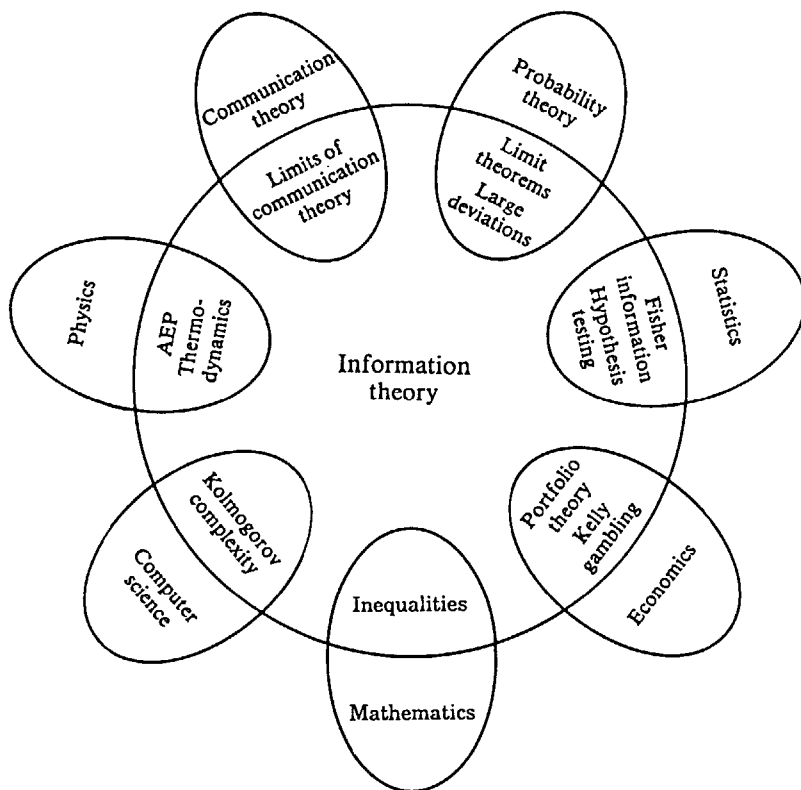 Communication
theory
Limits of
communication
theory
Probability
theory
Limit
theorems
Large
deviations
Physics
AEP
Thermo-
dynamics
Information
theory
Fisher
information
Hypothesis
testing
Statistics
Kolmogorov
complexity
Computer
science
Portfolio
theory
Kelly
gambling
Economics
Inequalities
Mathematics